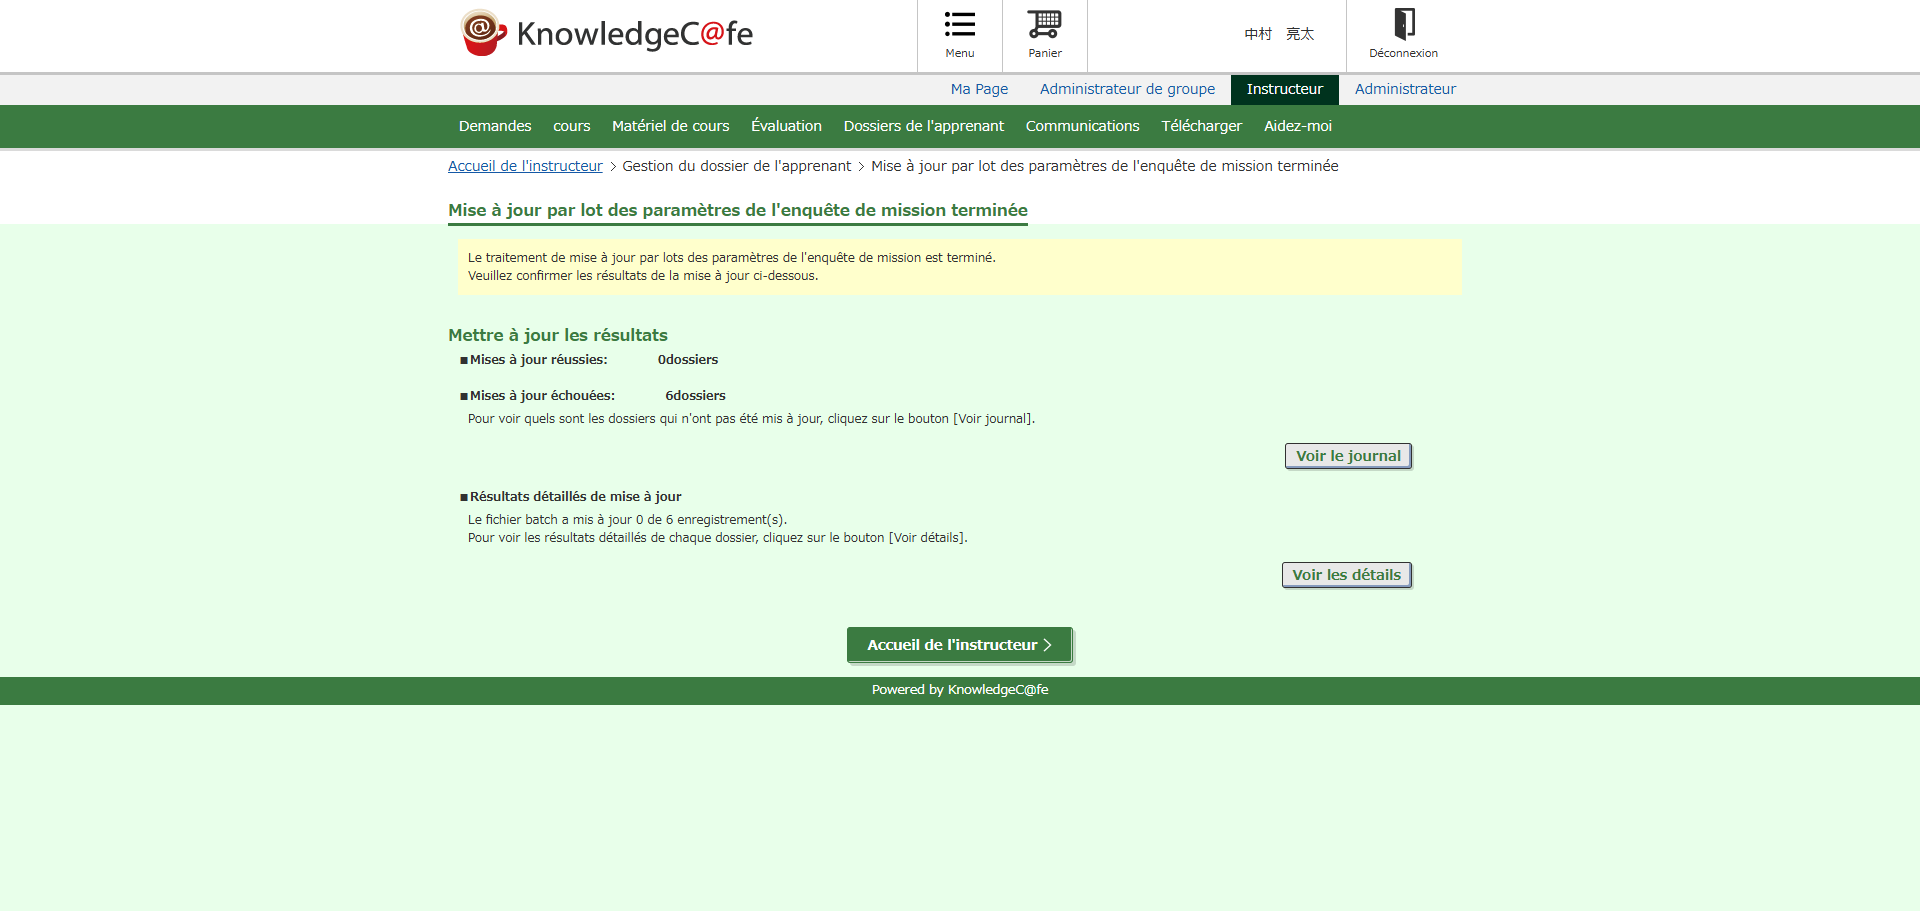 KnowledgeC@fe
Menu
Panier
中村　亮太
Déconnexion
Ma Page
Administrateur de groupe
Instructeur
Administrateur
Demandes
cours
Matériel de cours
Évaluation
Dossiers de l'apprenant
Communications
Télécharger
Aidez-moi
Accueil de l'instructeur > Gestion du dossier de l'apprenant > Mise à jour par lot des paramètres de l'enquête de mission terminée
Mise à jour par lot des paramètres de l'enquête de mission terminée
Le traitement de mise à jour par lots des paramètres de l'enquête de mission est terminé.
Veuillez confirmer les résultats de la mise à jour ci-dessous.
Mettre à jour les résultats
■Mises à jour réussies: 0dossiers
■Mises à jour échouées: 6dossiers
Pour voir quels sont les dossiers qui n'ont pas été mis à jour, cliquez sur le bouton [Voir journal].
Voir le journal
■Résultats détaillés de mise à jour
Le fichier batch a mis à jour 0 de 6 enregistrement(s).
Pour voir les résultats détaillés de chaque dossier, cliquez sur le bouton [Voir détails].
Voir les détails
Accueil de l'instructeur >
Powered by KnowledgeC@fe